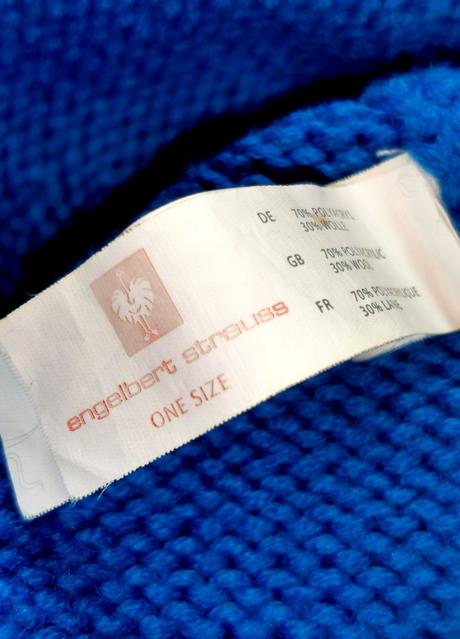 engelbert strauss
ONE SIZE
DE 70% POLYACRYL
30% WOLLE
GB 70% POLYACRYLIC
30% WOOL
FR 70% POLYACRYLIQUE
30% LAINE